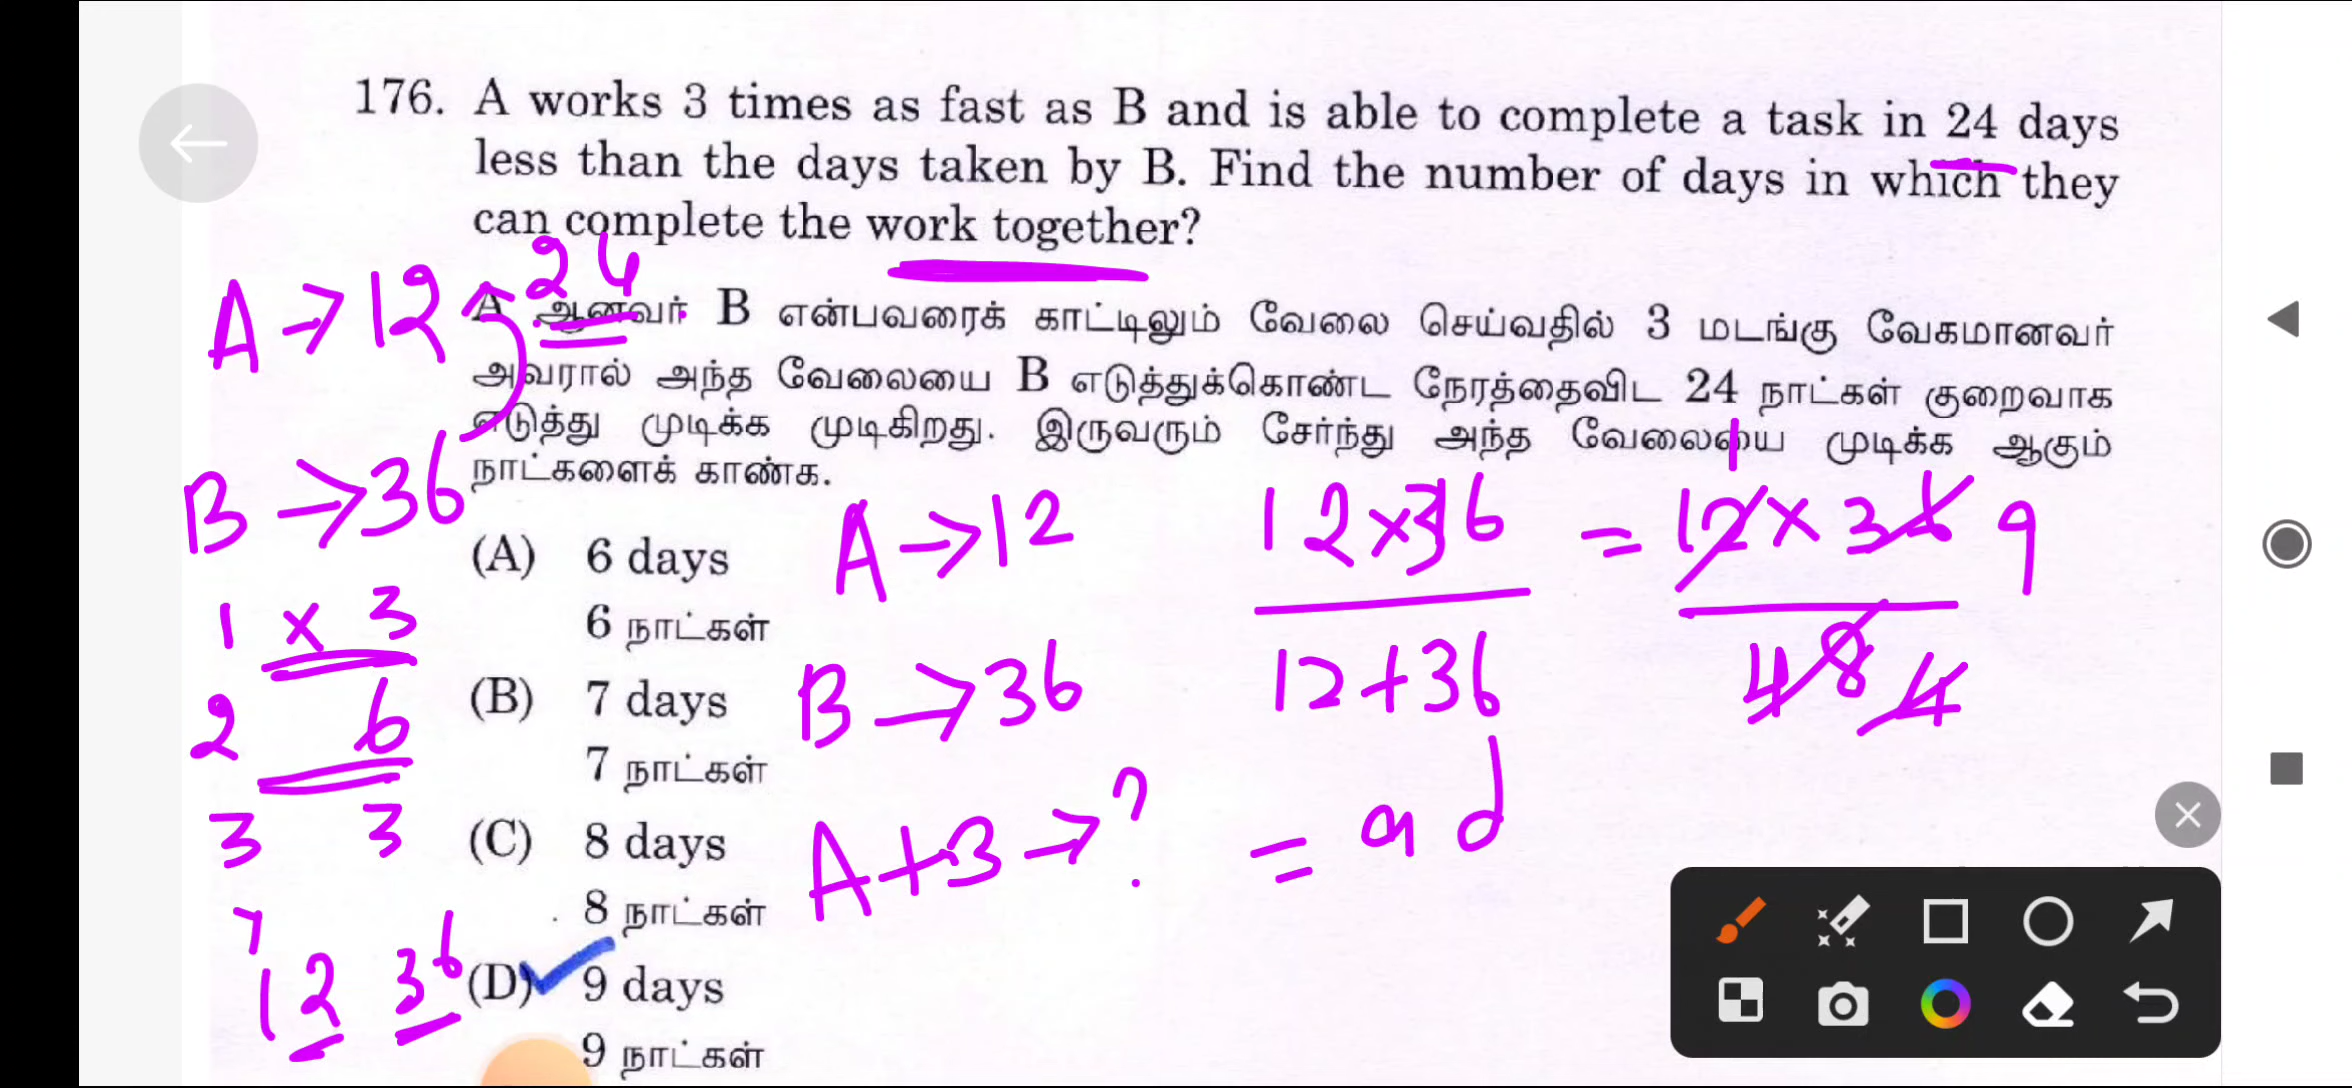 176. A works 3 times as fast as B and is able to complete a task in 24 days
less than the days taken by B. Find the number of days in which they
can complete the work together?
24
A → 12
A ஆனவர் B என்பவரைக் காட்டிலும் வேலை செய்வதில் 3 மடங்கு வேகமானவர்
அவரால் அந்த வேலையை B எடுத்துக்கொண்ட நேரத்தைவிட 24 நாட்கள் குறைவாக
எடுத்து முடிக்க முடிகிறது. இருவரும் சேர்ந்து அந்த வேலையை முடிக்க ஆகும்
நாட்களைக் காண்க.
B → 36
(A) 6 days
6 நாட்கள்
(B) 7 days
7 நாட்கள்
(C) 8 days
8 நாட்கள்
(D) 9 days
9 நாட்கள்
1 × 3
2 6
3 3
12 36
A → 12
B → 36
A+B → ?
12×36
12+36
= 12×36 9
1
48 4
= 9 d